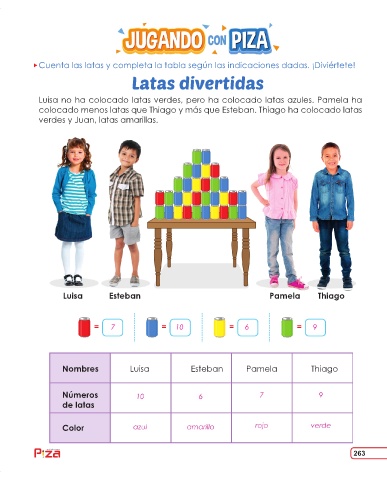 JUGANDO CON PIZA
▶Cuenta las latas y completa la tabla según las indicaciones dadas. ¡Diviértete!
Latas divertidas
Luisa no ha colocado latas verdes, pero ha colocado latas azules. Pamela ha
colocado menos latas que Thiago y más que Esteban. Thiago ha colocado latas
verdes y Juan, latas amarillas.
Luisa Esteban Pamela Thiago
= 7 = 10 = 6 = 9
Nombres Luisa Esteban Pamela Thiago
Números 10 6 7 9
de latas
Color azul amarillo rojo verde
Piza 263